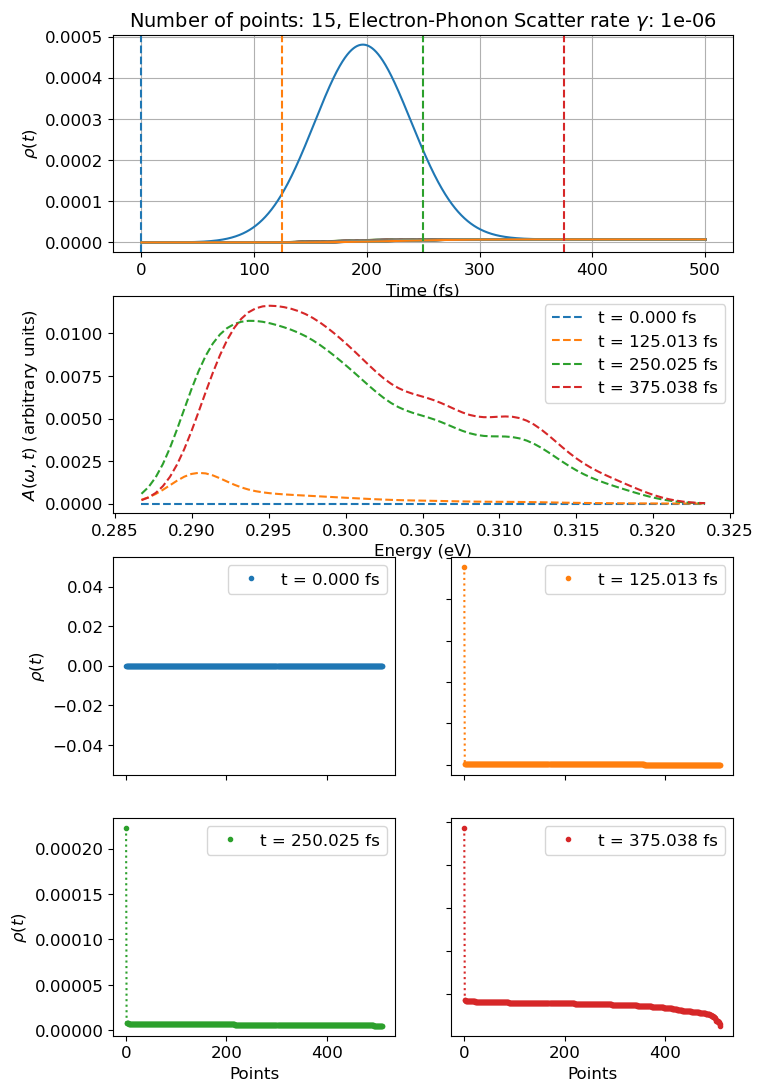 Number of points: 15, Electron-Phonon Scatter rate γ: 1e-06
0.0005
0.0004
0.0003
0.0002
0.0001
0.0000
ρ(t)
0 100 200 300 400 500
Time (fs)
0.0100
0.0075
0.0050
0.0025
0.0000
A(ω, t) (arbitrary units)
t = 0.000 fs
t = 125.013 fs
t = 250.025 fs
t = 375.038 fs
0.285 0.290 0.295 0.300 0.305 0.310 0.315 0.320 0.325
Energy (eV)
0.04
0.02
0.00
−0.02
−0.04
ρ(t)
t = 0.000 fs
t = 125.013 fs
0.00020
0.00015
0.00010
0.00005
0.00000
ρ(t)
t = 250.025 fs
0 200 400
Points
t = 375.038 fs
0 200 400
Points